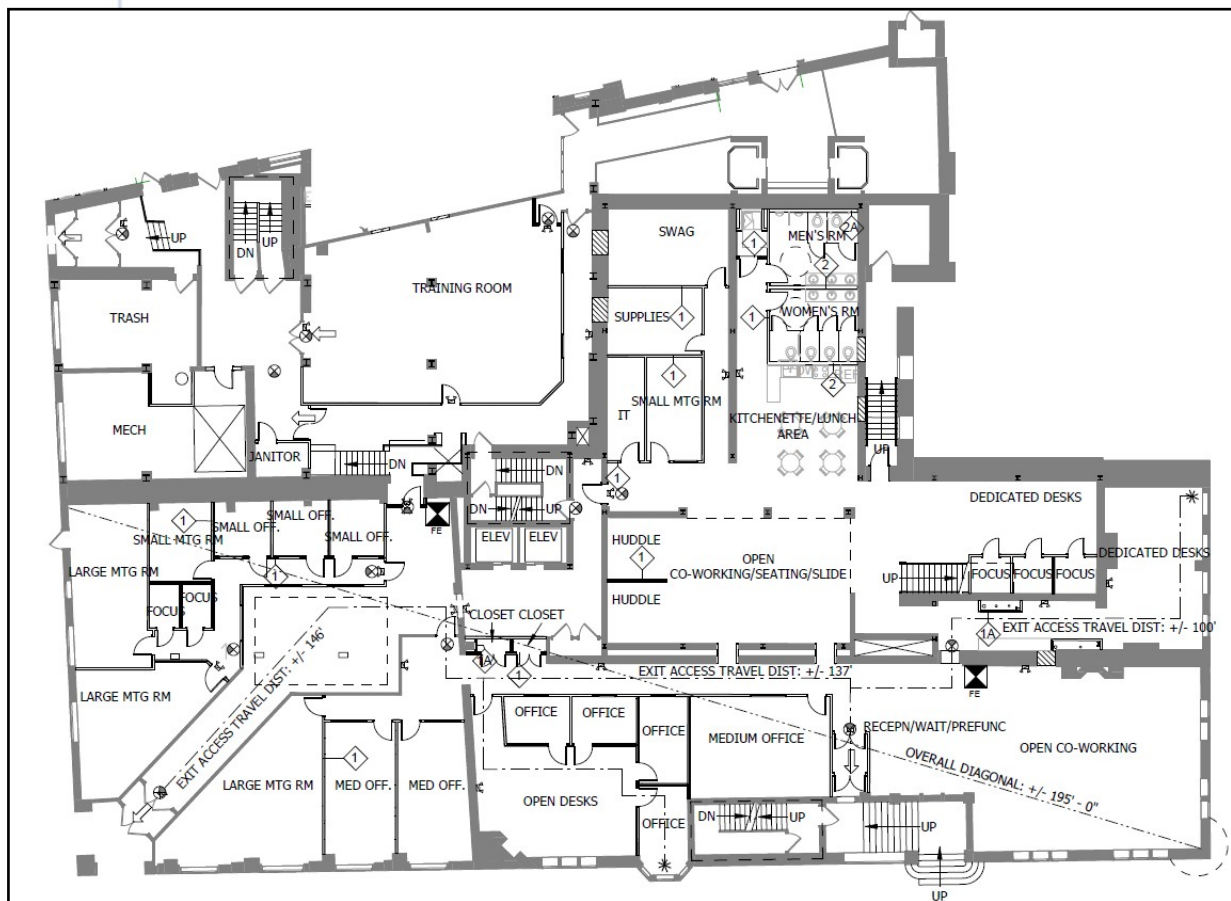 SWAG
MEN'S RM
2A
1
UP
DN
UP
2
TRAINING ROOM
TRASH
SUPPLIES
1
1
WOMEN'S RM
REF
2
1
SMALL MTG RM
IT
KITCHENETTE/LUNCH
AREA
MECH
JANITOR
DN
UP
DN
1
DN
UP
DEDICATED DESKS
SMALL OFF.
SMALL OFF.
SMALL OFF.
1
SMALL MTG RM
FE
ELEV
ELEV
HUDDLE
1
HUDDLE
OPEN
CO-WORKING/SEATING/SLIDE
DEDICATED DESKS
LARGE MTG RM
1
UP
FOCUS
FOCUS
FOCUS
FOCUS
FOCUS
CLOSET
CLOSET
1A
EXIT ACCESS TRAVEL DIST: +/- 100'
EXIT ACCESS TRAVEL DIST: +/- 146'
1A
1
EXIT ACCESS TRAVEL DIST: +/- 137'
FE
LARGE MTG RM
OFFICE
OFFICE
OFFICE
MEDIUM OFFICE
RECEPN/WAIT/PREFUNC
OPEN CO-WORKING
OVERALL DIAGONAL: +/- 195' - 0"
1
LARGE MTG RM
MED OFF.
MED OFF.
OPEN DESKS
OFFICE
DN
UP
UP
UP